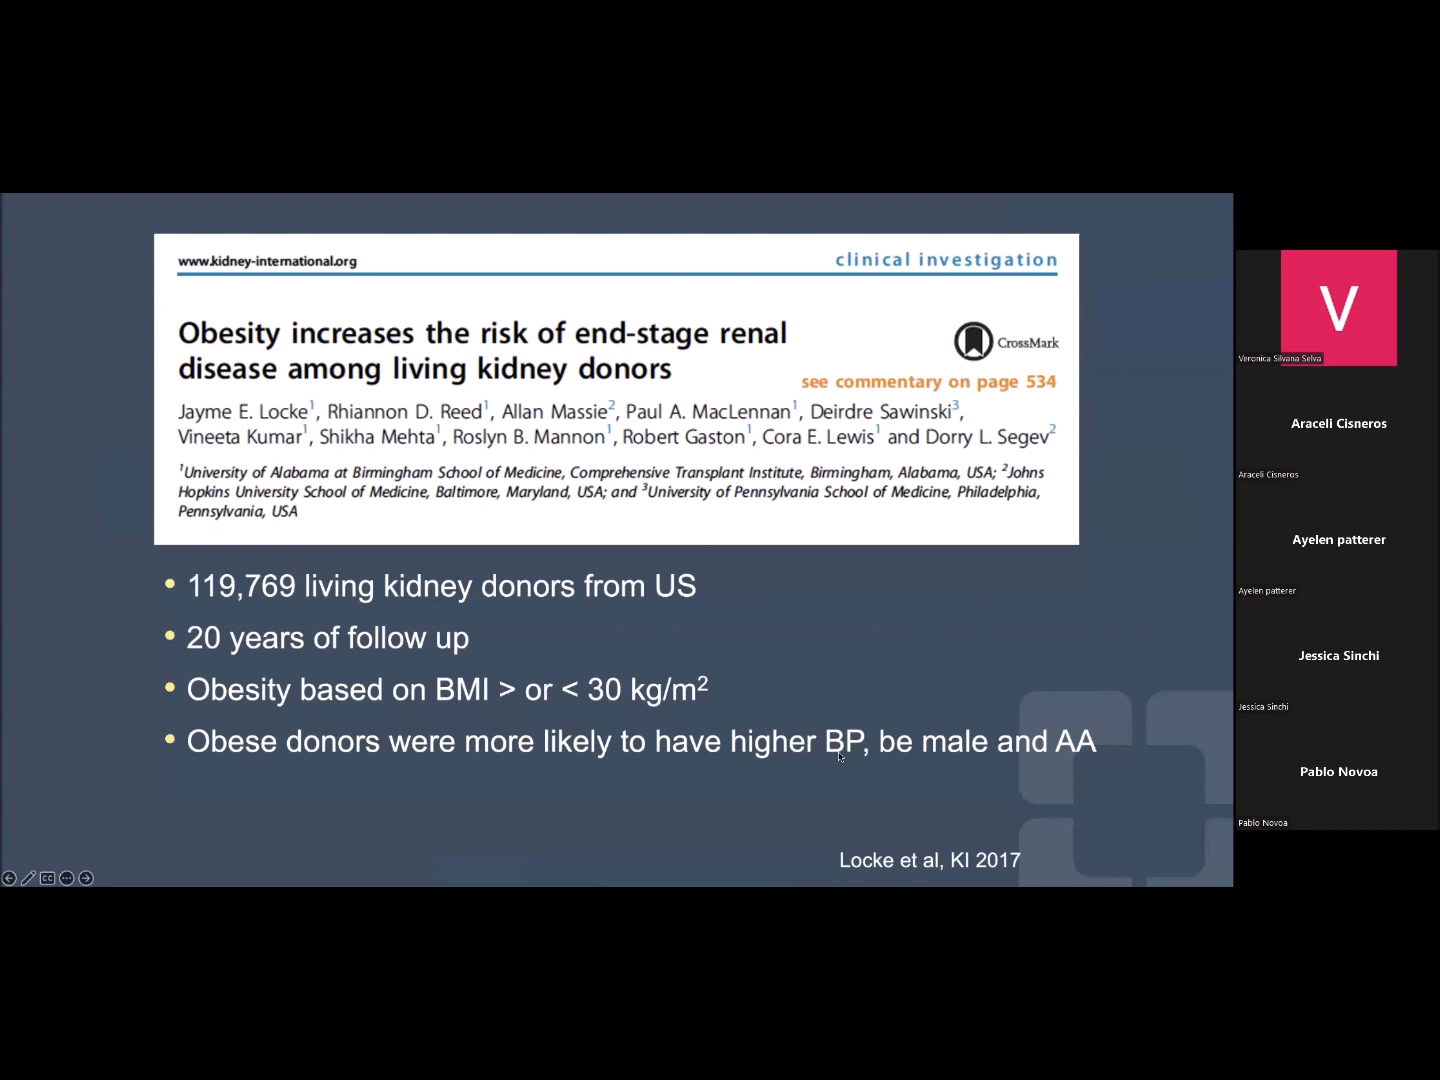 www.kidney-international.org
clinical investigation
Obesity increases the risk of end-stage renal
disease among living kidney donors
CrossMark
see commentary on page 534
Jayme E. Locke1, Rhiannon D. Reed1, Allan Massie2, Paul A. MacLennan1, Deirdre Sawinski3,
Vineeta Kumar1, Shikha Mehta1, Roslyn B. Mannon1, Robert Gaston1, Cora E. Lewis1 and Dorry L. Segev2
1University of Alabama at Birmingham School of Medicine, Comprehensive Transplant Institute, Birmingham, Alabama, USA; 2Johns
Hopkins University School of Medicine, Baltimore, Maryland, USA; and 3University of Pennsylvania School of Medicine, Philadelphia,
Pennsylvania, USA
• 119,769 living kidney donors from US
• 20 years of follow up
• Obesity based on BMI > or < 30 kg/m2
• Obese donors were more likely to have higher BP, be male and AA
Locke et al, KI 2017
CC
V
Veronica Silvana Selva
Araceli Cisneros
Araceli Cisneros
Ayelen patterer
Ayelen patterer
Jessica Sinchi
Jessica Sinchi
Pablo Novoa
Pablo Novoa